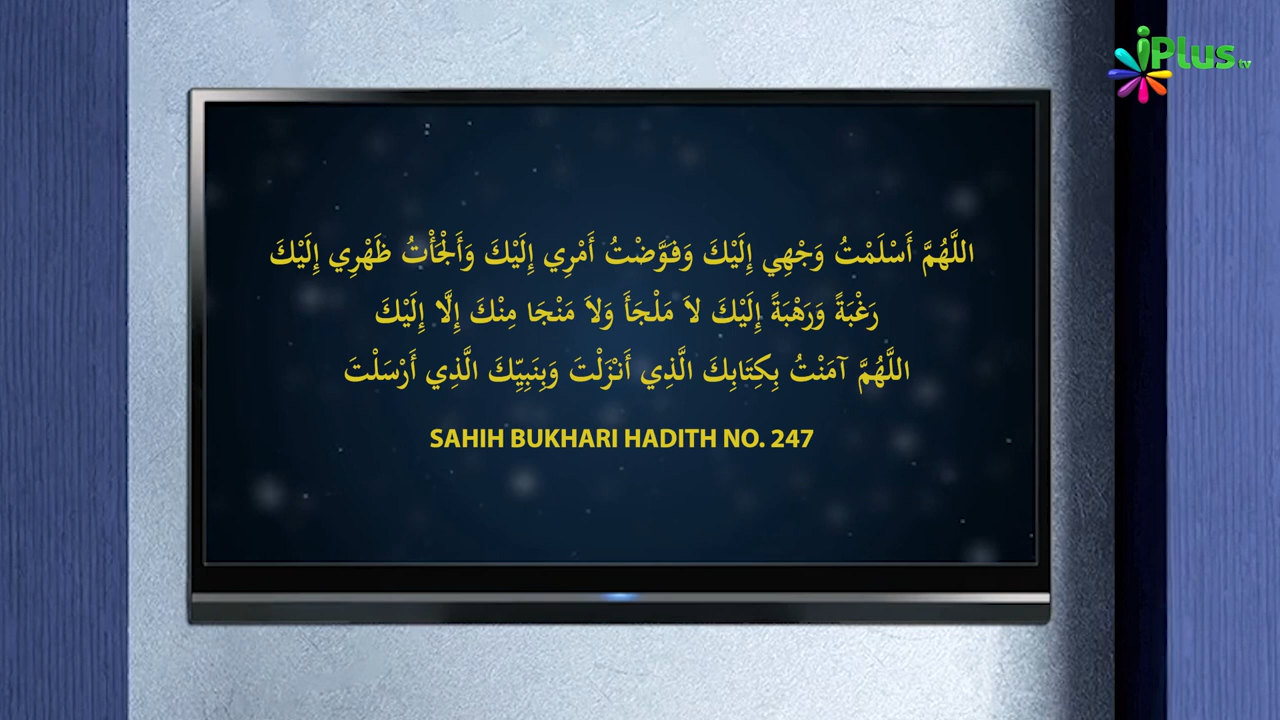 iPlus tv
اللَّهُمَّ أَسْلَمْتُ وَجْهِي إِلَيْكَ وَفَوَّضْتُ أَمْرِي إِلَيْكَ وَأَلْجَأْتُ ظَهْرِي إِلَيْكَ
رَغْبَةً وَرَهْبَةً إِلَيْكَ لاَ مَلْجَأَ وَلاَ مَنْجَا مِنْكَ إِلَّا إِلَيْكَ
اللَّهُمَّ آمَنْتُ بِكِتَابِكَ الَّذِي أَنْزَلْتَ وَبِنَبِيِّكَ الَّذِي أَرْسَلْتَ
SAHIH BUKHARI HADITH NO. 247